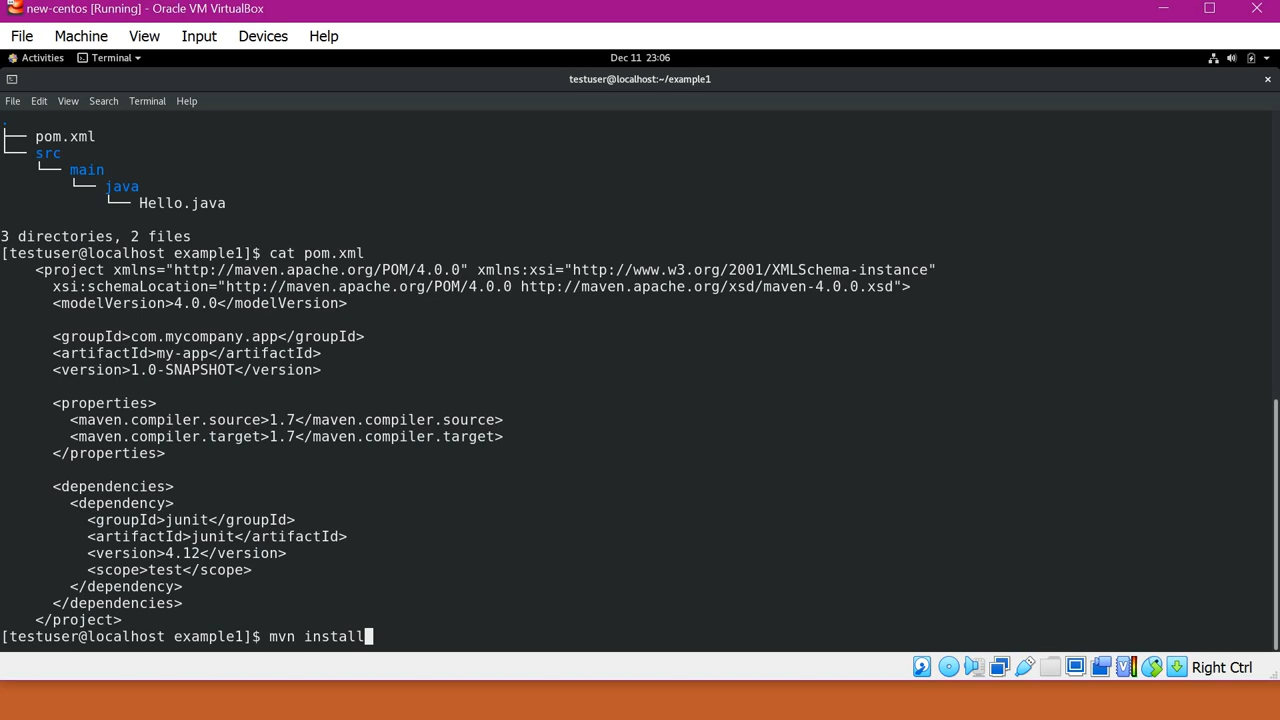 new-centos [Running] - Oracle VM VirtualBox
File Machine View Input Devices Help
Activities Terminal Dec 11 23:06
testuser@localhost:~/example1
File Edit View Search Terminal Help
.
├── pom.xml
└── src
    └── main
        └── java
            └── Hello.java

3 directories, 2 files
[testuser@localhost example1]$ cat pom.xml
    <project xmlns="http://maven.apache.org/POM/4.0.0" xmlns:xsi="http://www.w3.org/2001/XMLSchema-instance"
      xsi:schemaLocation="http://maven.apache.org/POM/4.0.0 http://maven.apache.org/xsd/maven-4.0.0.xsd">
      <modelVersion>4.0.0</modelVersion>

      <groupId>com.mycompany.app</groupId>
      <artifactId>my-app</artifactId>
      <version>1.0-SNAPSHOT</version>

      <properties>
        <maven.compiler.source>1.7</maven.compiler.source>
        <maven.compiler.target>1.7</maven.compiler.target>
      </properties>

      <dependencies>
        <dependency>
          <groupId>junit</groupId>
          <artifactId>junit</artifactId>
          <version>4.12</version>
          <scope>test</scope>
        </dependency>
      </dependencies>
    </project>
[testuser@localhost example1]$ mvn install
Right Ctrl